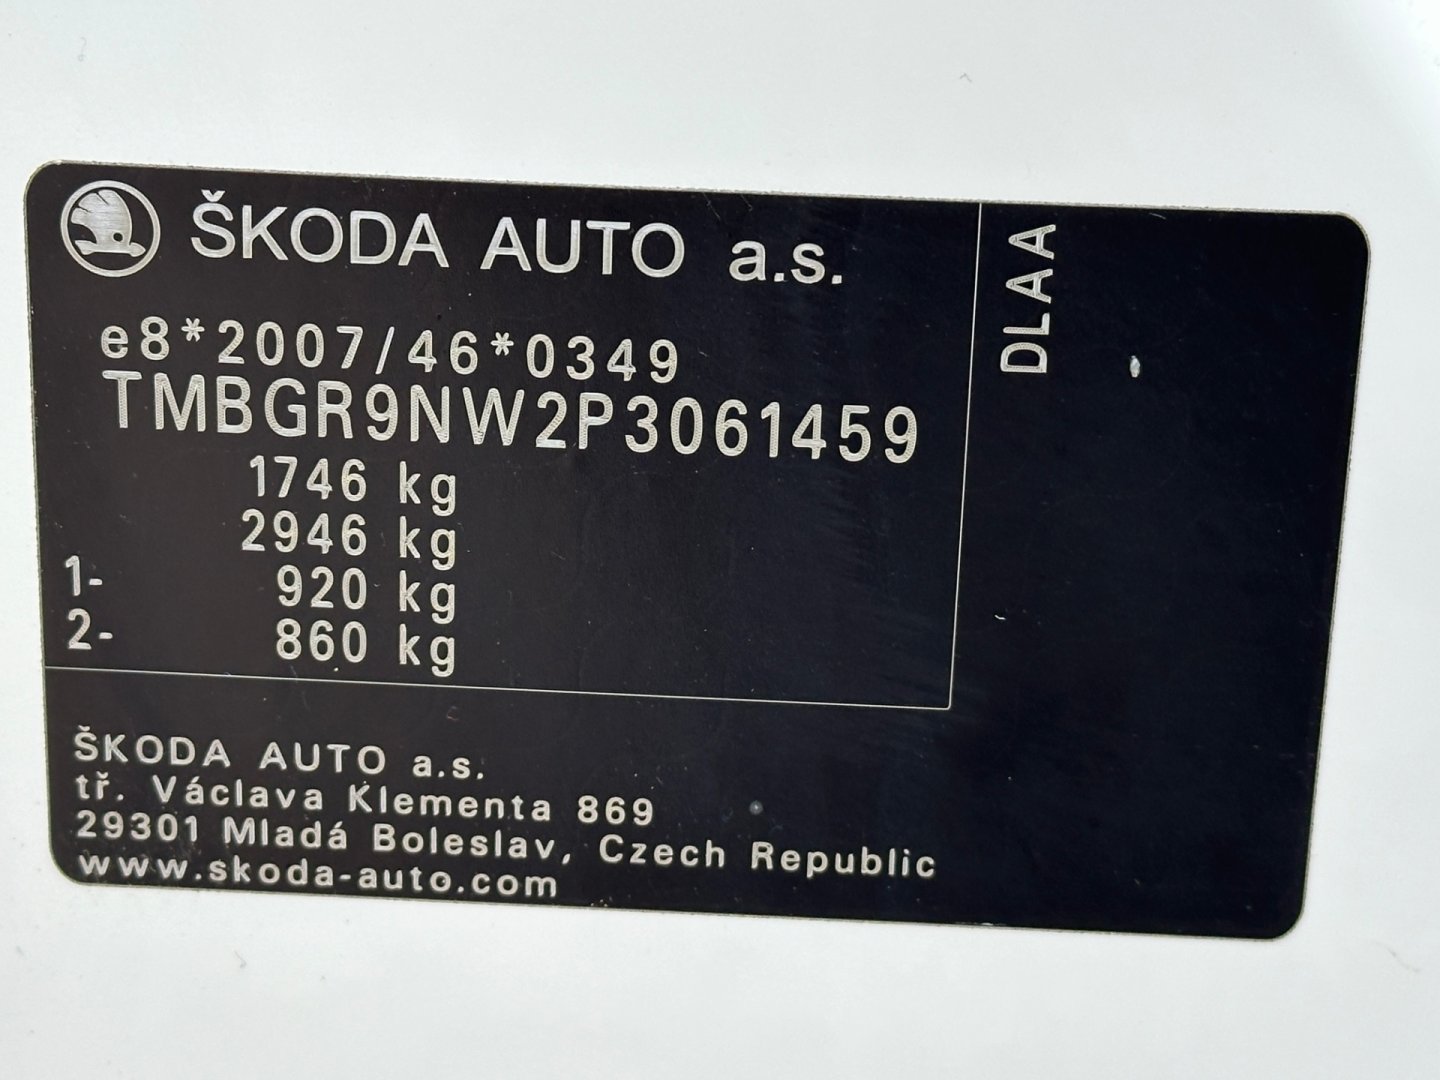 ŠKODA AUTO a.s.
e8*2007/46*0349
TMBGR9NW2P3061459
1746 kg
2946 kg
1- 920 kg
2- 860 kg
DLAA
ŠKODA AUTO a.s.
tř. Václava Klementa 869
29301 Mladá Boleslav, Czech Republic
www.skoda-auto.com